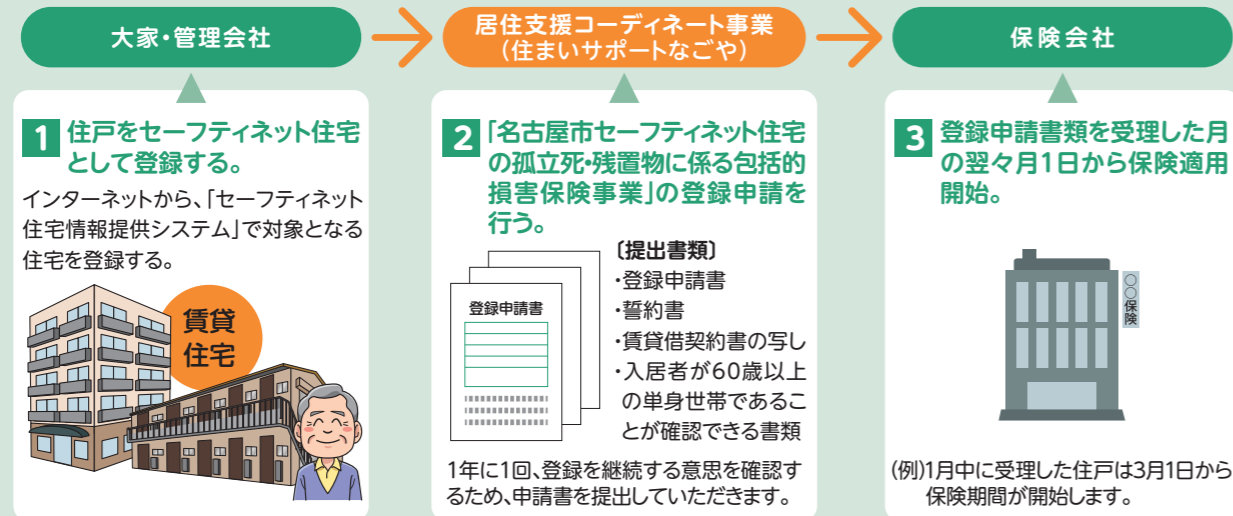 大家・管理会社
居住支援コーディネート事業
(住まいサポートなごや)
保険会社
1 住戸をセーフティネット住宅
として登録する。
インターネットから、「セーフティネット
住宅情報提供システム」で対象となる
住宅を登録する。
賃貸
住宅
2 「名古屋市セーフティネット住宅
の孤立死・残置物に係る包括的
損害保険事業」の登録申請を
行う。
登録申請書
〔提出書類〕
・登録申請書
・誓約書
・賃貸借契約書の写し
・入居者が60歳以上
の単身世帯であるこ
とが確認できる書類
1年に1回、登録を継続する意思を確認す
るため、申請書を提出していただきます。
3 登録申請書類を受理した月
の翌々月1日から保険適用
開始。
○○保険
(例)1月中に受理した住戸は3月1日から
保険期間が開始します。